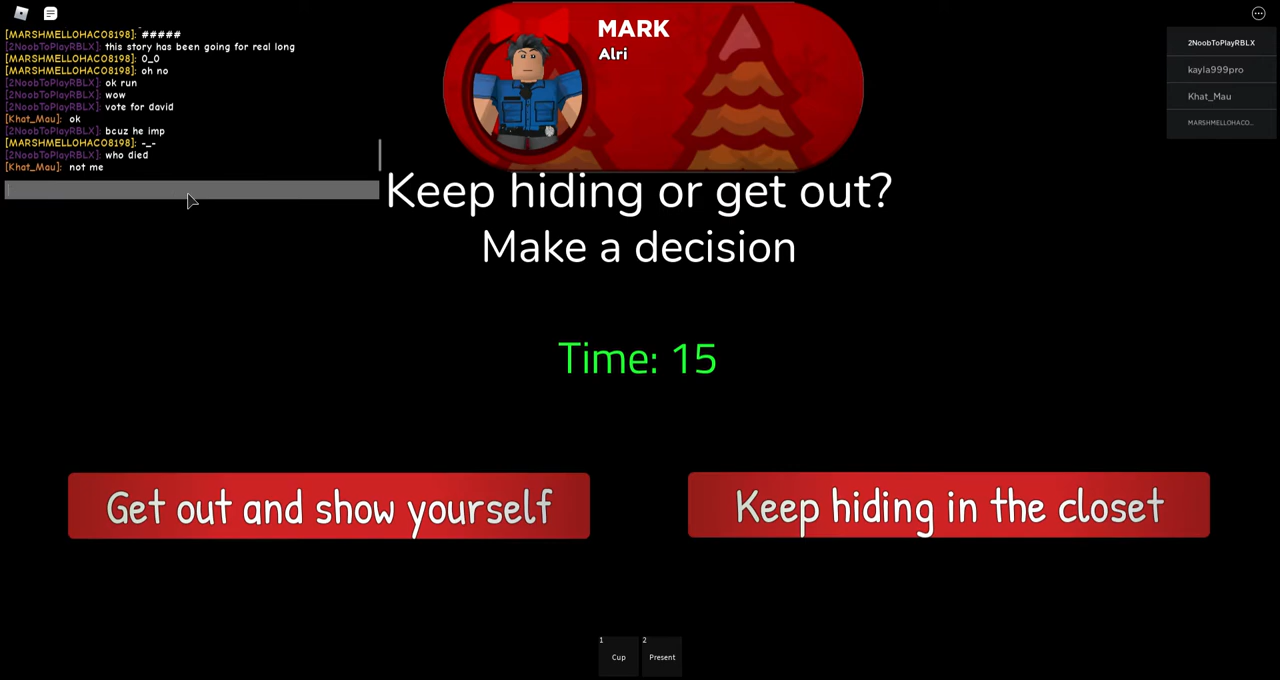 [MARSHMELLOHACO8198]: #####
[2NoobToPlayRBLX]: this story has been going for real long
[MARSHMELLOHACO8198]: 0_0
[MARSHMELLOHACO8198]: oh no
[2NoobToPlayRBLX]: ok run
[2NoobToPlayRBLX]: wow
[2NoobToPlayRBLX]: vote for david
[Khat_Mau]: ok
[2NoobToPlayRBLX]: bcuz he imp
[MARSHMELLOHACO8198]: -_-
[2NoobToPlayRBLX]: who died
[Khat_Mau]: not me
MARK
Alri
2NoobToPlayRBLX
kayla999pro
Khat_Mau
MARSHMELLOHACO...
Keep hiding or get out?
Make a decision
Time: 15
Get out and show yourself
Keep hiding in the closet
1
Cup
2
Present